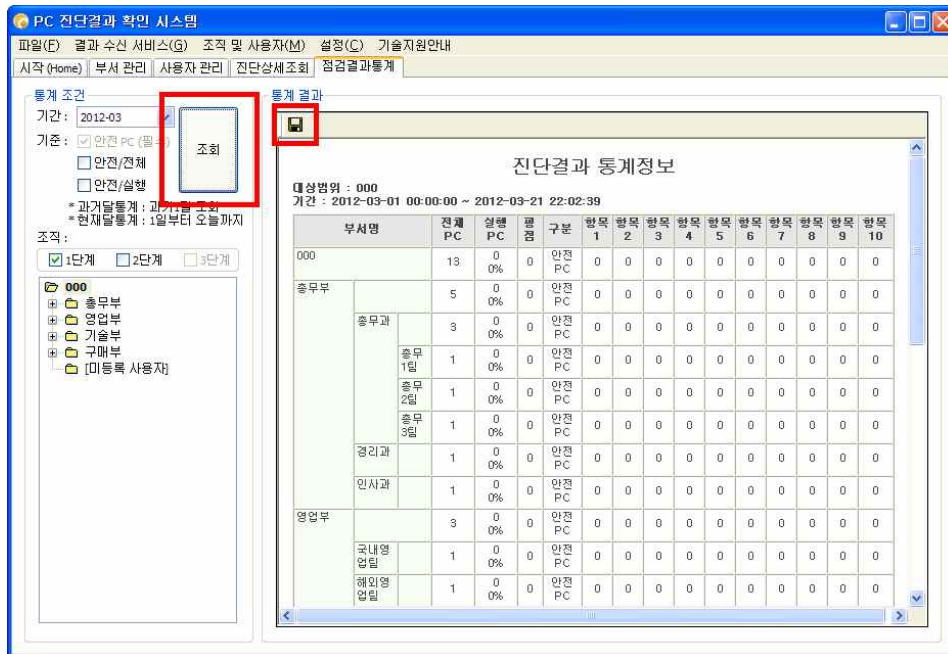 PC 진단결과 확인 시스템
파일(F) 결과 수신 서비스(G) 조직 및 사용자(M) 설정(C) 기술지원안내
시작 (Home) 부서 관리 사용자 관리 진단상세조회 점검결과통계
통계 조건
기간 : 2012-03
기준 : 안전 PC (필수)
안전/전체
안전/실행
조회
* 과거달통계 : 과거1달 조회
* 현재달통계 : 1일부터 오늘까지
조직 :
1단계 2단계 3단계
000
총무부
영업부
기술부
구매부
[미등록 사용자]
통계 결과
진단결과 통계정보
대상범위 : 000
기간 : 2012-03-01 00:00:00 ~ 2012-03-21 22:02:39
부서명 전체 PC 실행 PC 평점 구분 항목 1 항목 2 항목 3 항목 4 항목 5 항목 6 항목 7 항목 8 항목 9 항목 10
000 13 0 0% 0 안전 PC 0 0 0 0 0 0 0 0 0 0
총무부 5 0 0% 0 안전 PC 0 0 0 0 0 0 0 0 0 0
총무과 3 0 0% 0 안전 PC 0 0 0 0 0 0 0 0 0 0
총무 1팀 1 0 0% 0 안전 PC 0 0 0 0 0 0 0 0 0 0
총무 2팀 1 0 0% 0 안전 PC 0 0 0 0 0 0 0 0 0 0
총무 3팀 1 0 0% 0 안전 PC 0 0 0 0 0 0 0 0 0 0
경리과 1 0 0% 0 안전 PC 0 0 0 0 0 0 0 0 0 0
인사과 1 0 0% 0 안전 PC 0 0 0 0 0 0 0 0 0 0
영업부 3 0 0% 0 안전 PC 0 0 0 0 0 0 0 0 0 0
국내영업팀 1 0 0% 0 안전 PC 0 0 0 0 0 0 0 0 0 0
해외영업팀 1 0 0% 0 안전 PC 0 0 0 0 0 0 0 0 0 0